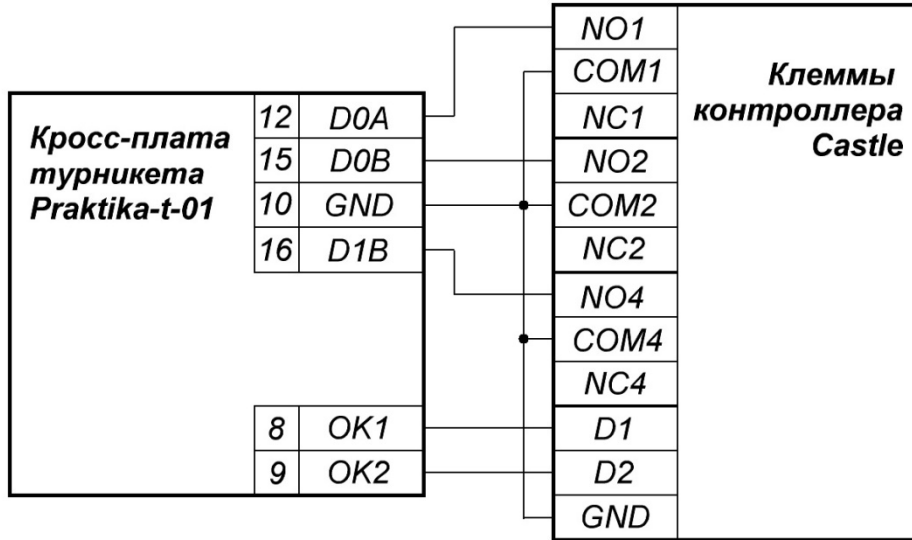 Кросс-плата
турникета
Praktika-t-01
12 D0A
15 D0B
10 GND
16 D1B
8 OK1
9 OK2
NO1
COM1
NC1
NO2
COM2
NC2
NO4
COM4
NC4
D1
D2
GND
Клеммы
контроллера
Castle